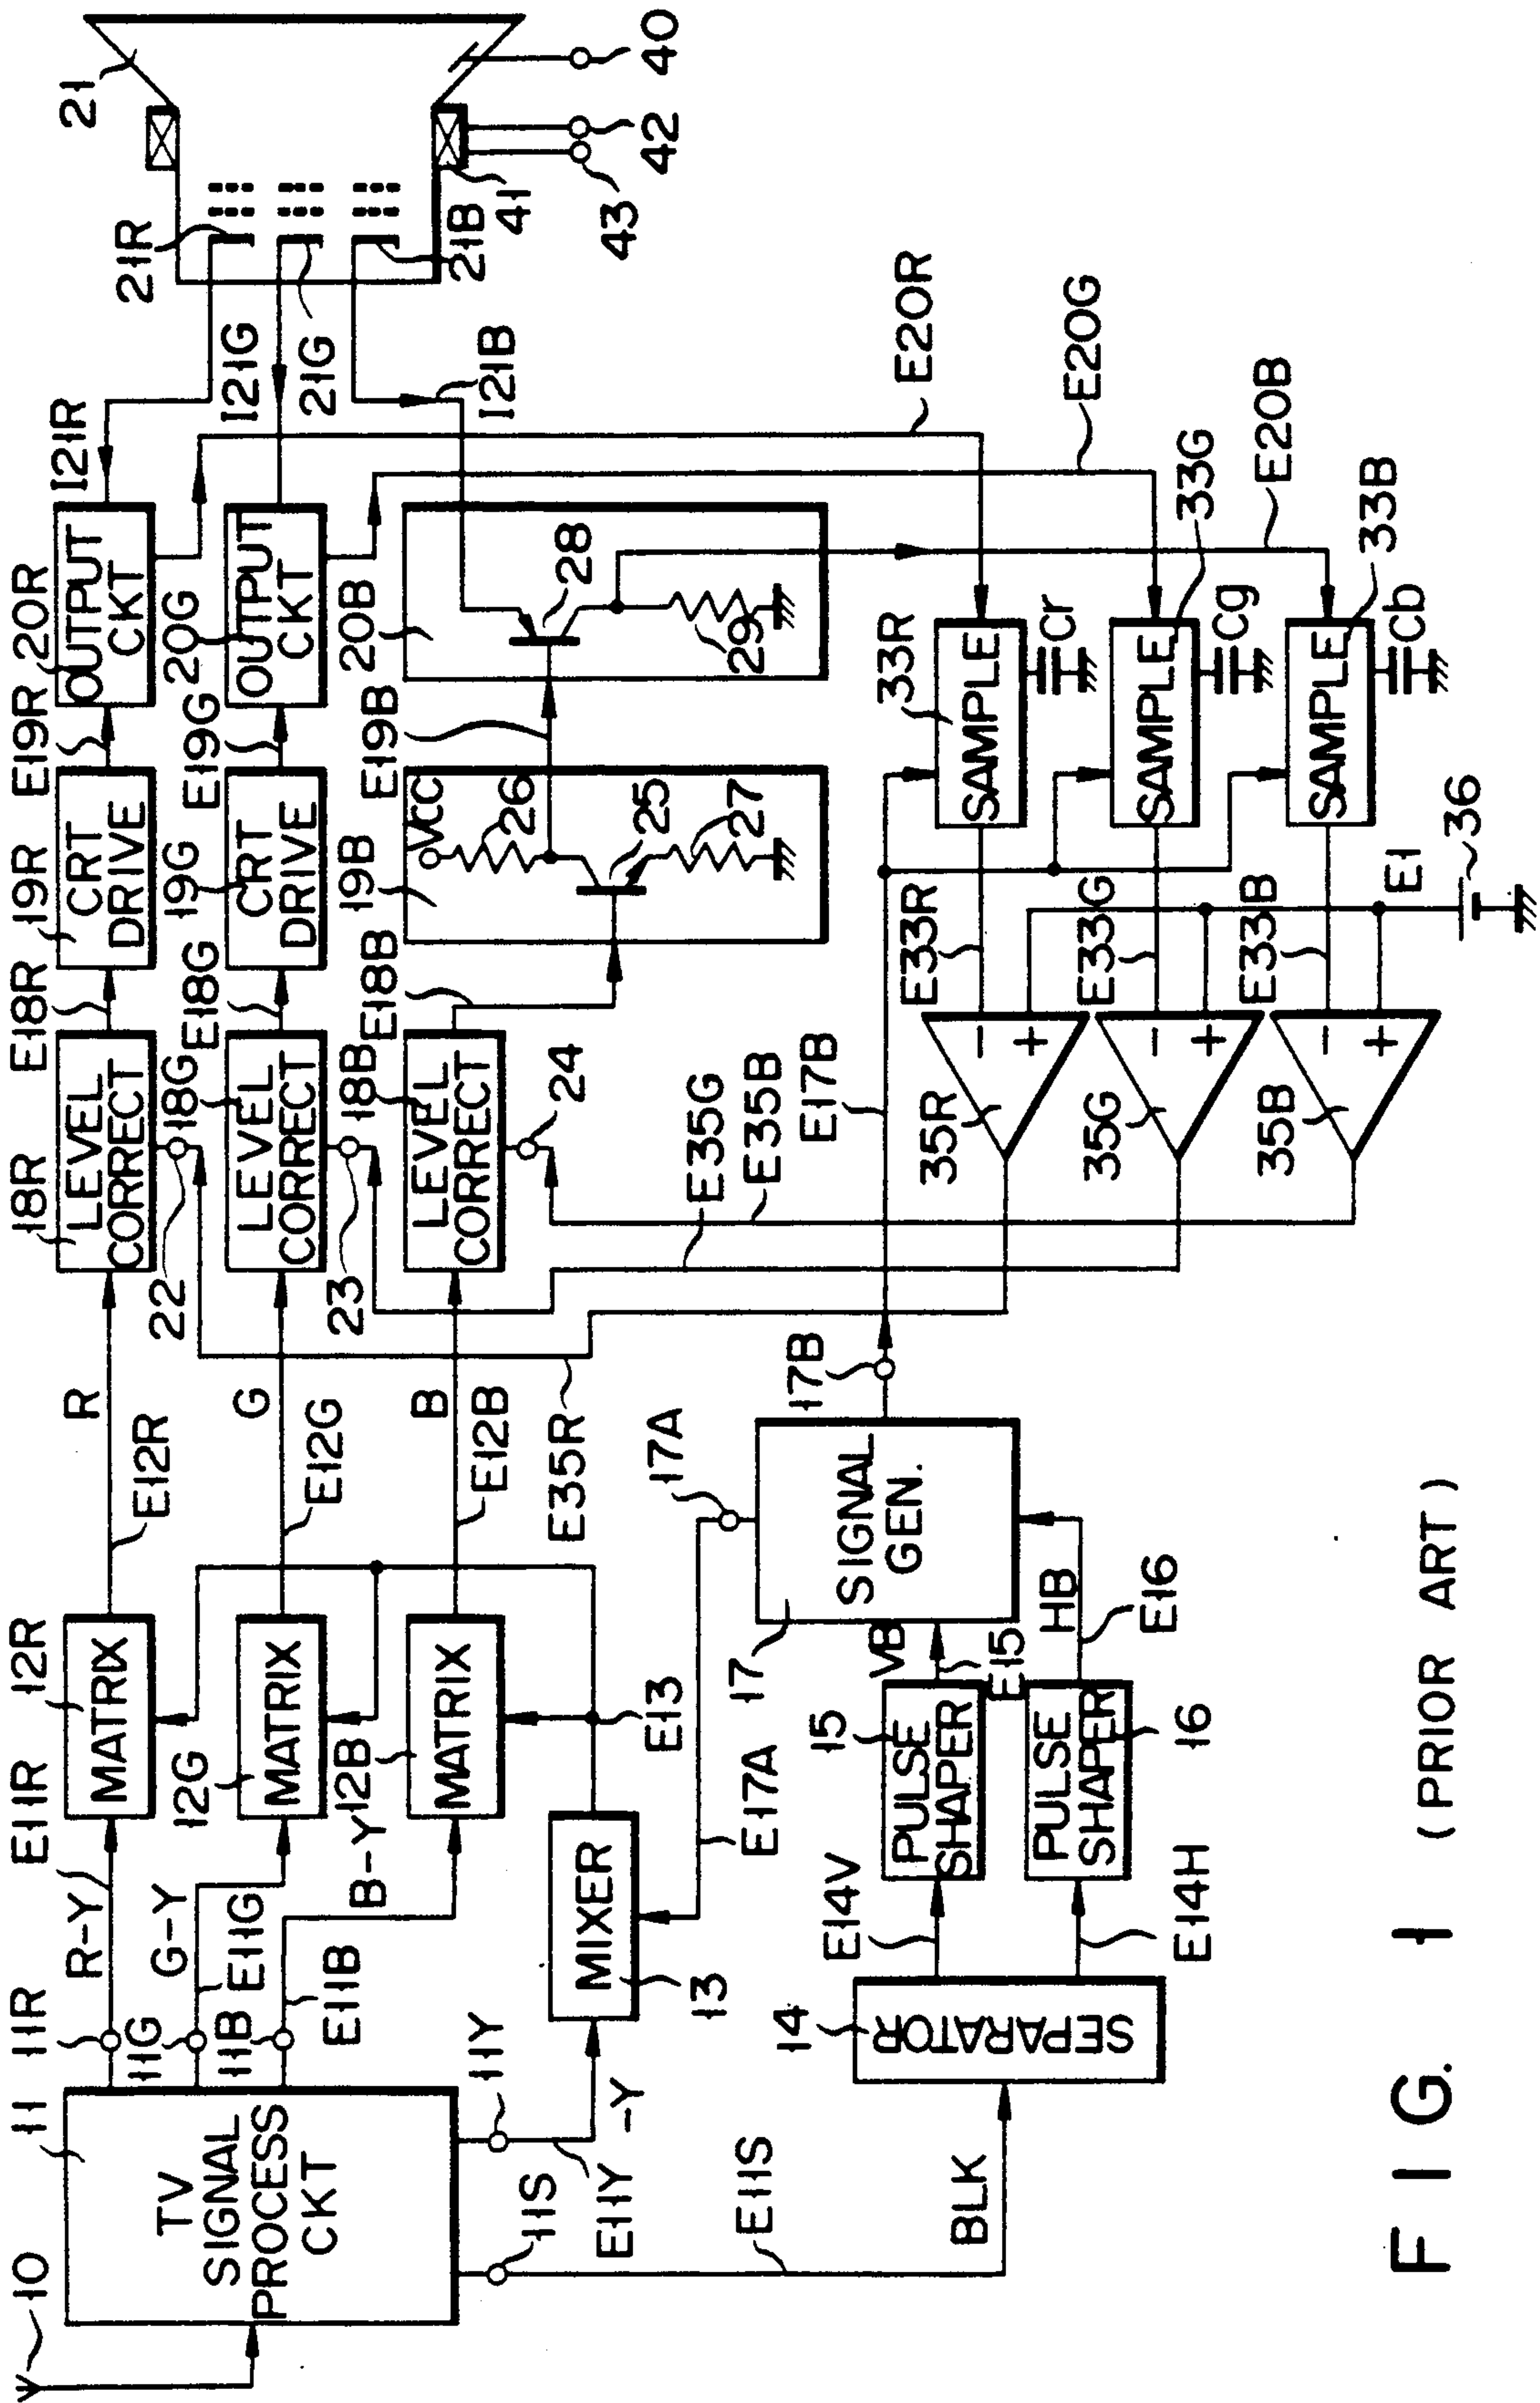 10
11
TV
SIGNAL
PROCESS
CKT
11R
11G
11B
11Y
11S
R-Y
E11R
G-Y
E11G
B-Y
E11B
-Y
E11Y
E11S
BLK
12R
MATRIX
12G
MATRIX
12B
MATRIX
MIXER
13
E13
R
E12R
G
E12G
B
E12B
E35R
14
SEPARATOR
E14V
E14H
15
PULSE
SHAPER
PULSE
SHAPER
16
VB
E15
HB
E16
17
SIGNAL
GEN.
17A
E17A
17B
E17B
18R
LEVEL
CORRECT
22
18G
LEVEL
CORRECT
23
18B
LEVEL
CORRECT
24
E35G
E35B
E18R
E18G
E18B
19R
CRT
DRIVE
19G
CRT
DRIVE
19B
VCC
26
25
27
E19R
E19G
E19B
20R
OUTPUT
CKT
20G
OUTPUT
CKT
20B
28
29
121R
121G
21G
121B
21R
21B
21
41
43
42
40
E20R
E20G
E20B
33R
SAMPLE
Cr
33G
SAMPLE
Cg
33B
SAMPLE
Cb
E33R
E33G
E33B
E1
36
35R
- +
35G
- +
35B
- +
FIG. 1 (PRIOR ART)